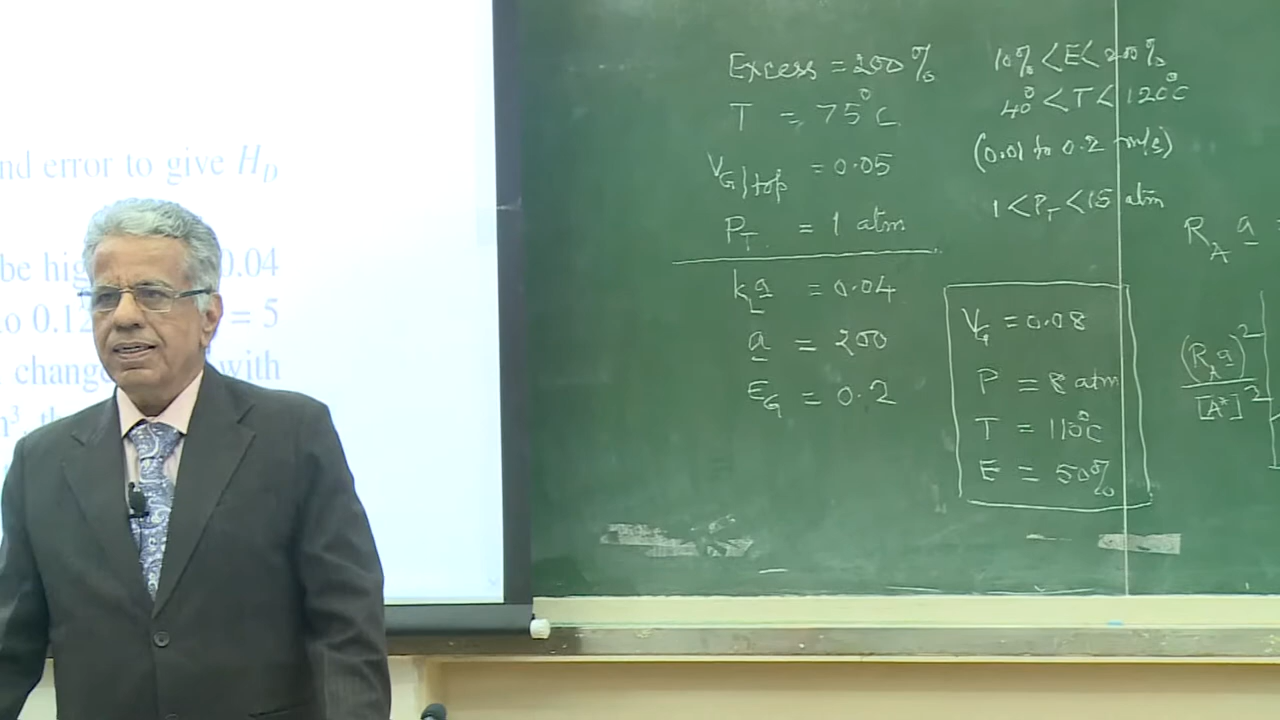 nd error to give H_D
be hig 0.04
to 0.12 = 5
change with
Excess = 200%
T = 75°C
V_G|top = 0.05
P_T = 1 atm
k_L a = 0.04
a = 200
E_G = 0.2
10% < E < 200%
40° < T < 120°C
(0.01 to 0.2 m/s)
1 < P_T < 15 atm
V_G = 0.08
P = 8 atm
T = 110°C
E = 50%
R_A a =
(R_A a)²
[A*]²